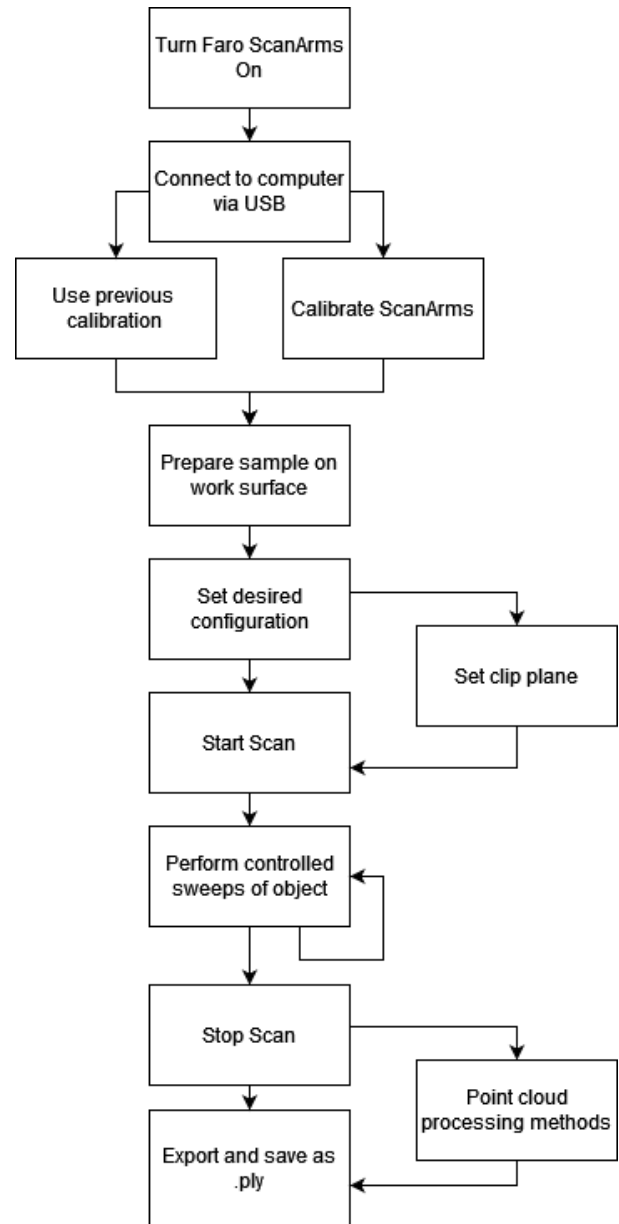 Turn Faro ScanArms
On
Connect to computer
via USB
Use previous
calibration
Calibrate ScanArms
Prepare sample on
work surface
Set desired
configuration
Set clip plane
Start Scan
Perform controlled
sweeps of object
Stop Scan
Point cloud
processing methods
Export and save as
.ply